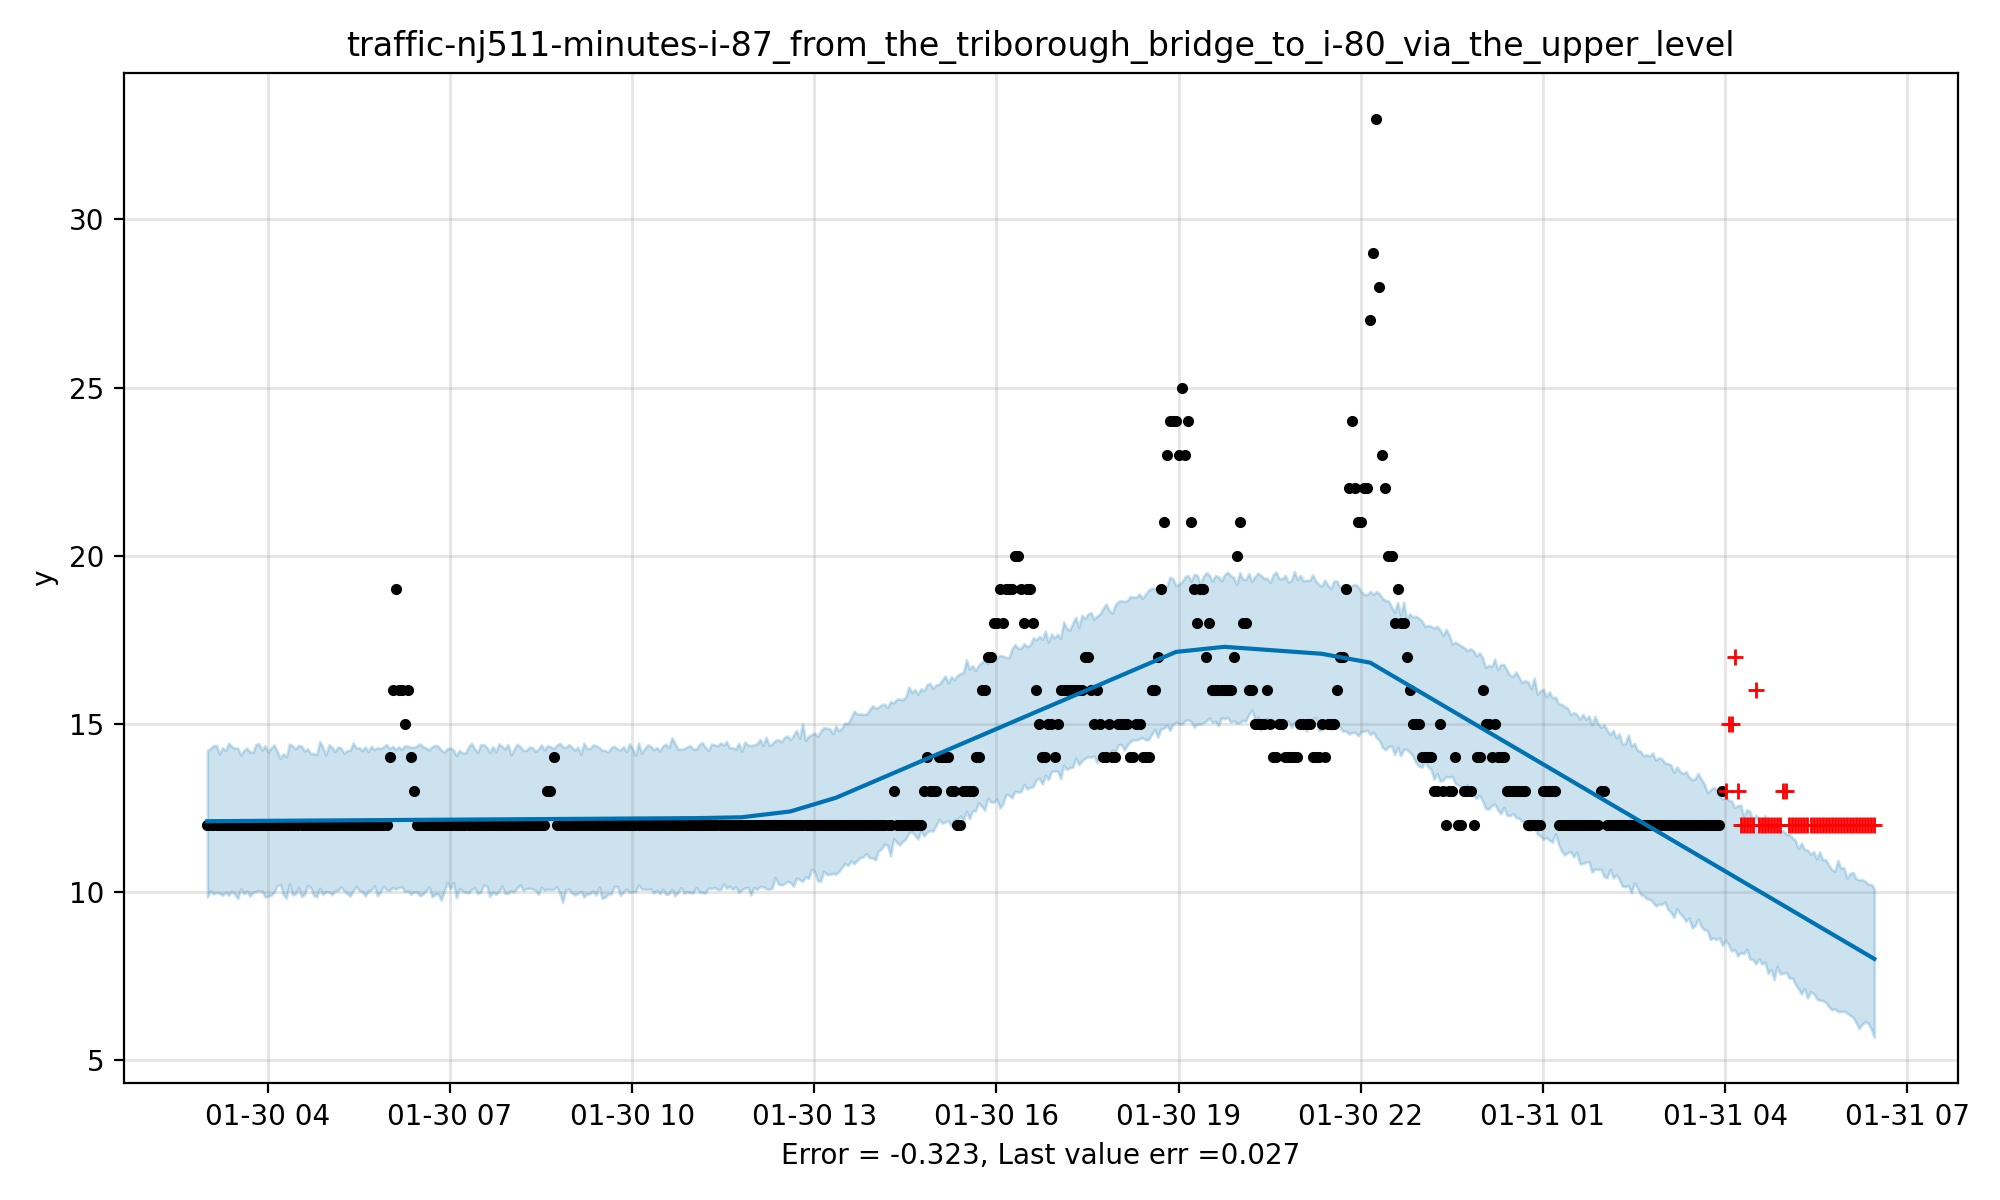 traffic-nj511-minutes-i-87_from_the_triborough_bridge_to_i-80_via_the_upper_level
y
30
25
20
15
10
5
01-30 04 01-30 07 01-30 10 01-30 13 01-30 16 01-30 19 01-30 22 01-31 01 01-31 04 01-31 07
Error = -0.323, Last value err =0.027